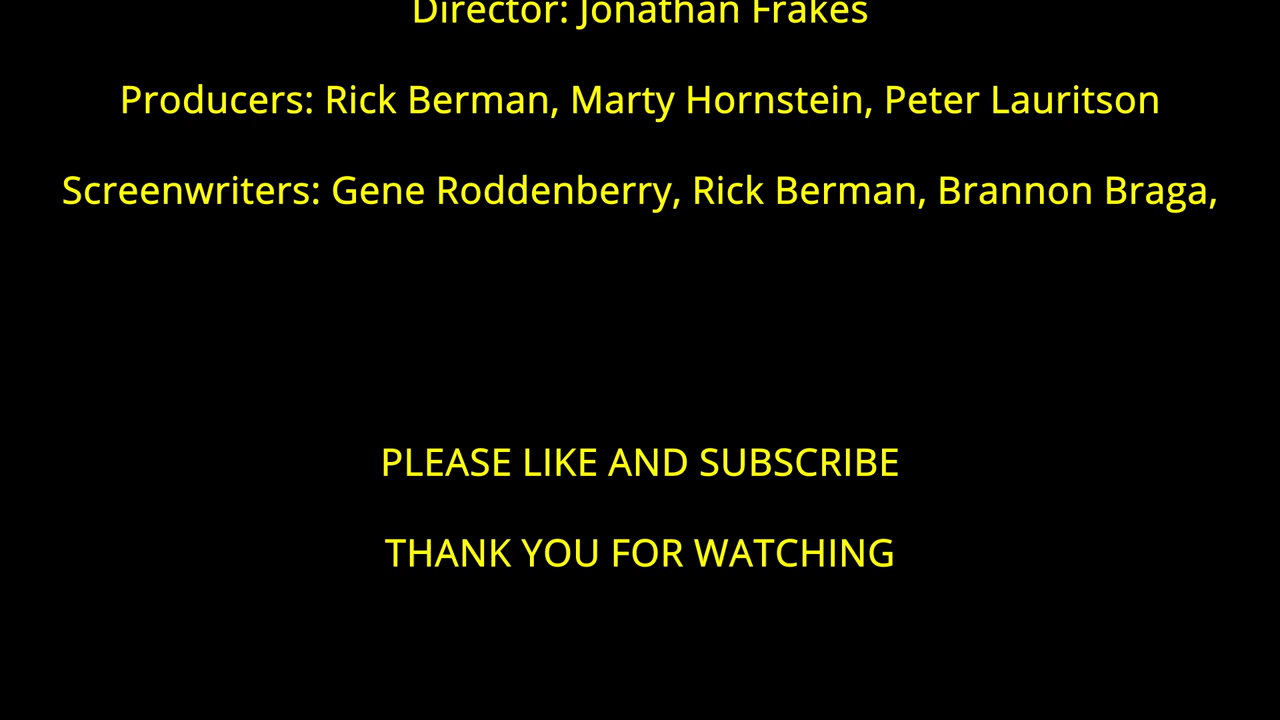 Director: Jonathan Frakes
Producers: Rick Berman, Marty Hornstein, Peter Lauritson
Screenwriters: Gene Roddenberry, Rick Berman, Brannon Braga,
PLEASE LIKE AND SUBSCRIBE
THANK YOU FOR WATCHING